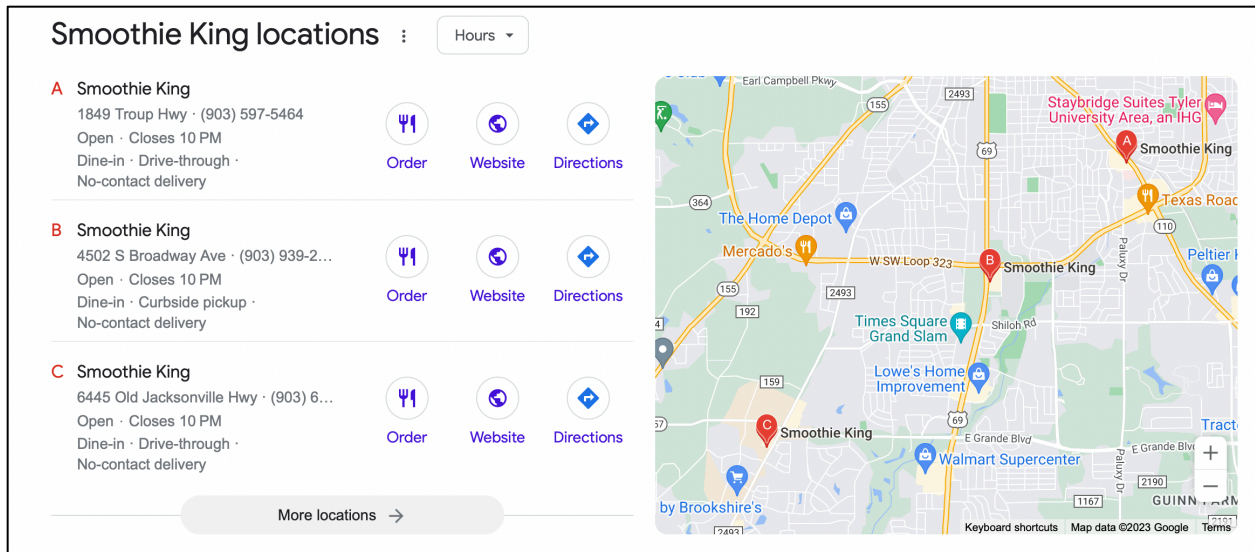 Smoothie King locations
Hours
A Smoothie King
1849 Troup Hwy · (903) 597-5464
Open · Closes 10 PM
Dine-in · Drive-through ·
No-contact delivery
Order Website Directions
B Smoothie King
4502 S Broadway Ave · (903) 939-2...
Open · Closes 10 PM
Dine-in · Curbside pickup ·
No-contact delivery
Order Website Directions
C Smoothie King
6445 Old Jacksonville Hwy · (903) 6...
Open · Closes 10 PM
Dine-in · Drive-through ·
No-contact delivery
Order Website Directions
More locations
Earl Campbell Pkwy
2493
155
Staybridge Suites Tyler
University Area, an IHG
69
A
Smoothie King
364
Texas Road
The Home Depot
110
Mercado's
Paluxy Dr
W SW Loop 323
B
Smoothie King
Peltier
155
2493
192
Times Square
Grand Slam
Shiloh Rd
4
Lowe's Home
Improvement
159
57
69
C
Smoothie King
E Grande Blvd
E Grande Blv
Tract
Walmart Supercenter
Paluxy Dr
2190
1167
GUINN FARM
by Brookshire's
2493
2191
Keyboard shortcuts Map data ©2023 Google Terms